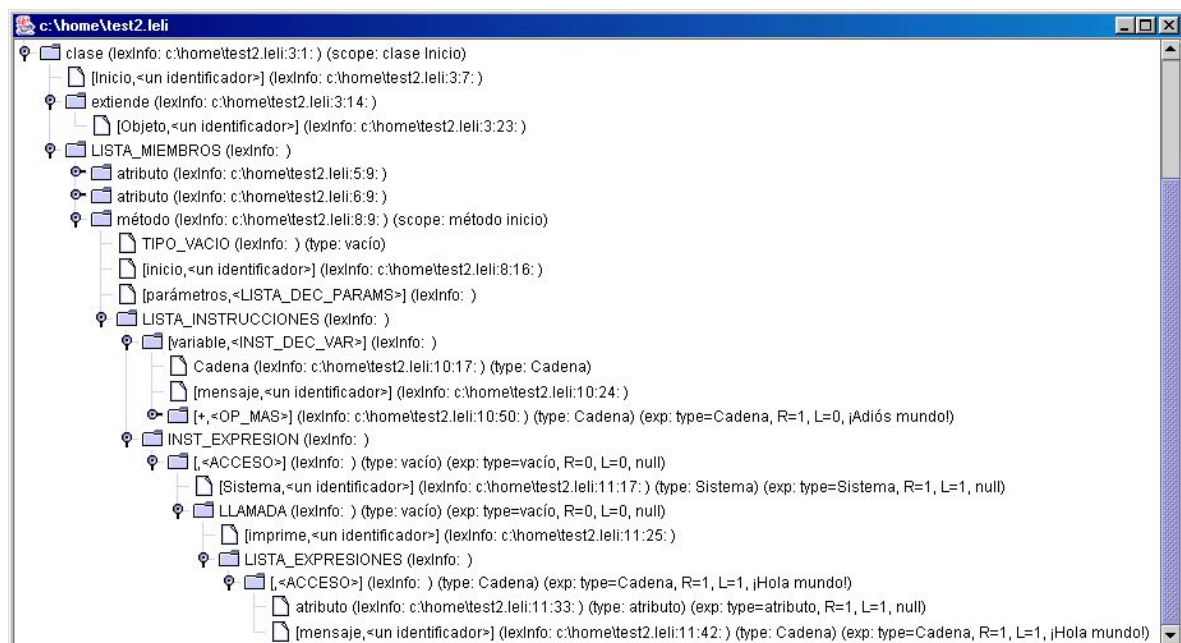 c:\home\test2.leli
clase (lexInfo: c:\home\test2.leli:3:1: ) (scope: clase Inicio)
[Inicio,<un identificador>] (lexInfo: c:\home\test2.leli:3:7: )
extiende (lexInfo: c:\home\test2.leli:3:14: )
[Objeto,<un identificador>] (lexInfo: c:\home\test2.leli:3:23: )
LISTA_MIEMBROS (lexInfo: )
atributo (lexInfo: c:\home\test2.leli:5:9: )
atributo (lexInfo: c:\home\test2.leli:6:9: )
método (lexInfo: c:\home\test2.leli:8:9: ) (scope: método inicio)
TIPO_VACIO (lexInfo: ) (type: vacío)
[inicio,<un identificador>] (lexInfo: c:\home\test2.leli:8:16: )
[parámetros,<LISTA_DEC_PARAMS>] (lexInfo: )
LISTA_INSTRUCCIONES (lexInfo: )
[variable,<INST_DEC_VAR>] (lexInfo: )
Cadena (lexInfo: c:\home\test2.leli:10:17: ) (type: Cadena)
[mensaje,<un identificador>] (lexInfo: c:\home\test2.leli:10:24: )
[+,<OP_MAS>] (lexInfo: c:\home\test2.leli:10:50: ) (type: Cadena) (exp: type=Cadena, R=1, L=0, ¡Adiós mundo!)
INST_EXPRESION (lexInfo: )
[,<ACCESO>] (lexInfo: ) (type: vacío) (exp: type=vacío, R=0, L=0, null)
[Sistema,<un identificador>] (lexInfo: c:\home\test2.leli:11:17: ) (type: Sistema) (exp: type=Sistema, R=1, L=1, null)
LLAMADA (lexInfo: ) (type: vacío) (exp: type=vacío, R=0, L=0, null)
[imprime,<un identificador>] (lexInfo: c:\home\test2.leli:11:25: )
LISTA_EXPRESIONES (lexInfo: )
[,<ACCESO>] (lexInfo: ) (type: Cadena) (exp: type=Cadena, R=1, L=1, ¡Hola mundo!)
atributo (lexInfo: c:\home\test2.leli:11:33: ) (type: atributo) (exp: type=atributo, R=1, L=1, null)
[mensaje,<un identificador>] (lexInfo: c:\home\test2.leli:11:42: ) (type: Cadena) (exp: type=Cadena, R=1, L=1, ¡Hola mundo!)